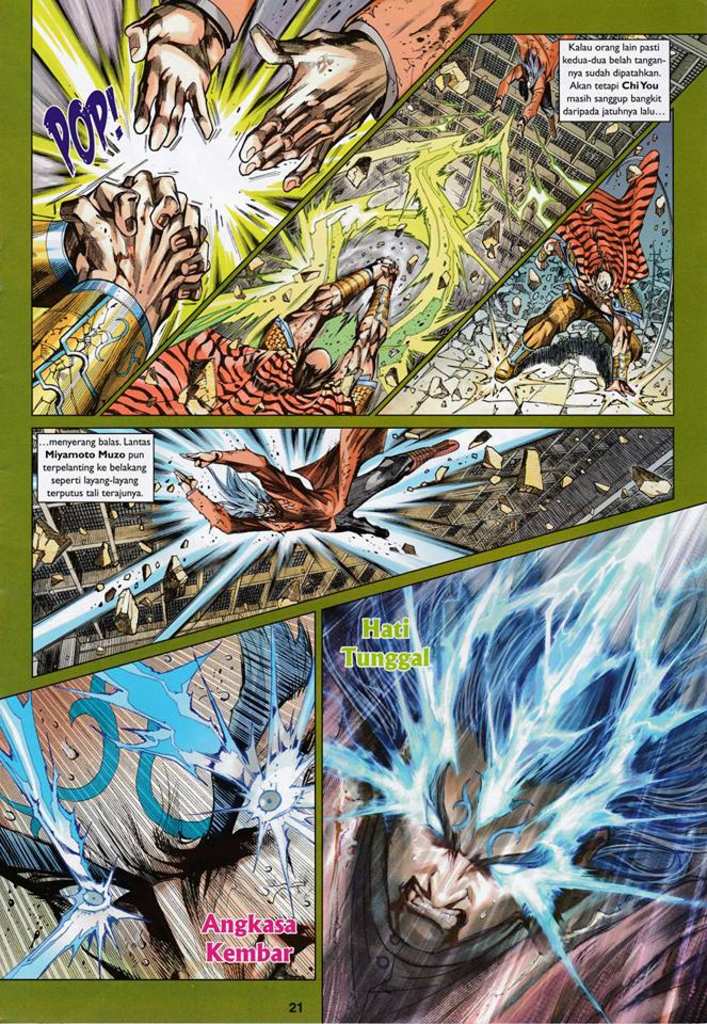 POP!
Kalau orang lain pasti
kedua-dua belah tangan-
nya sudah dipatahkan.
Akan tetapi Chi You
masih sanggup bangkit
daripada jatuhnya lalu...
...menyerang balas. Lantas
Miyamoto Muzo pun
terpelanting ke belakang
seperti layang-layang
terputus tali terajunya.
Hati
Tunggal
Angkasa
Kembar
21